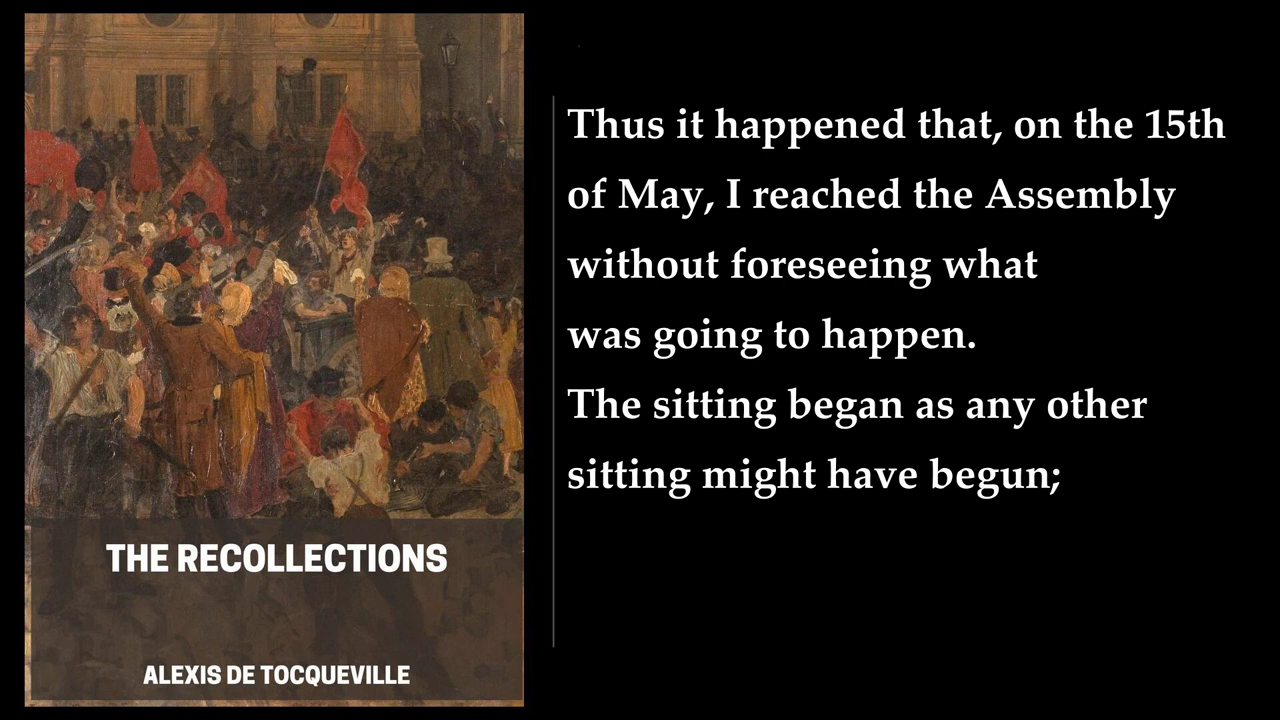 Thus it happened that, on the 15th
of May, I reached the Assembly
without foreseeing what
was going to happen.
The sitting began as any other
sitting might have begun;
THE RECOLLECTIONS
ALEXIS DE TOCQUEVILLE